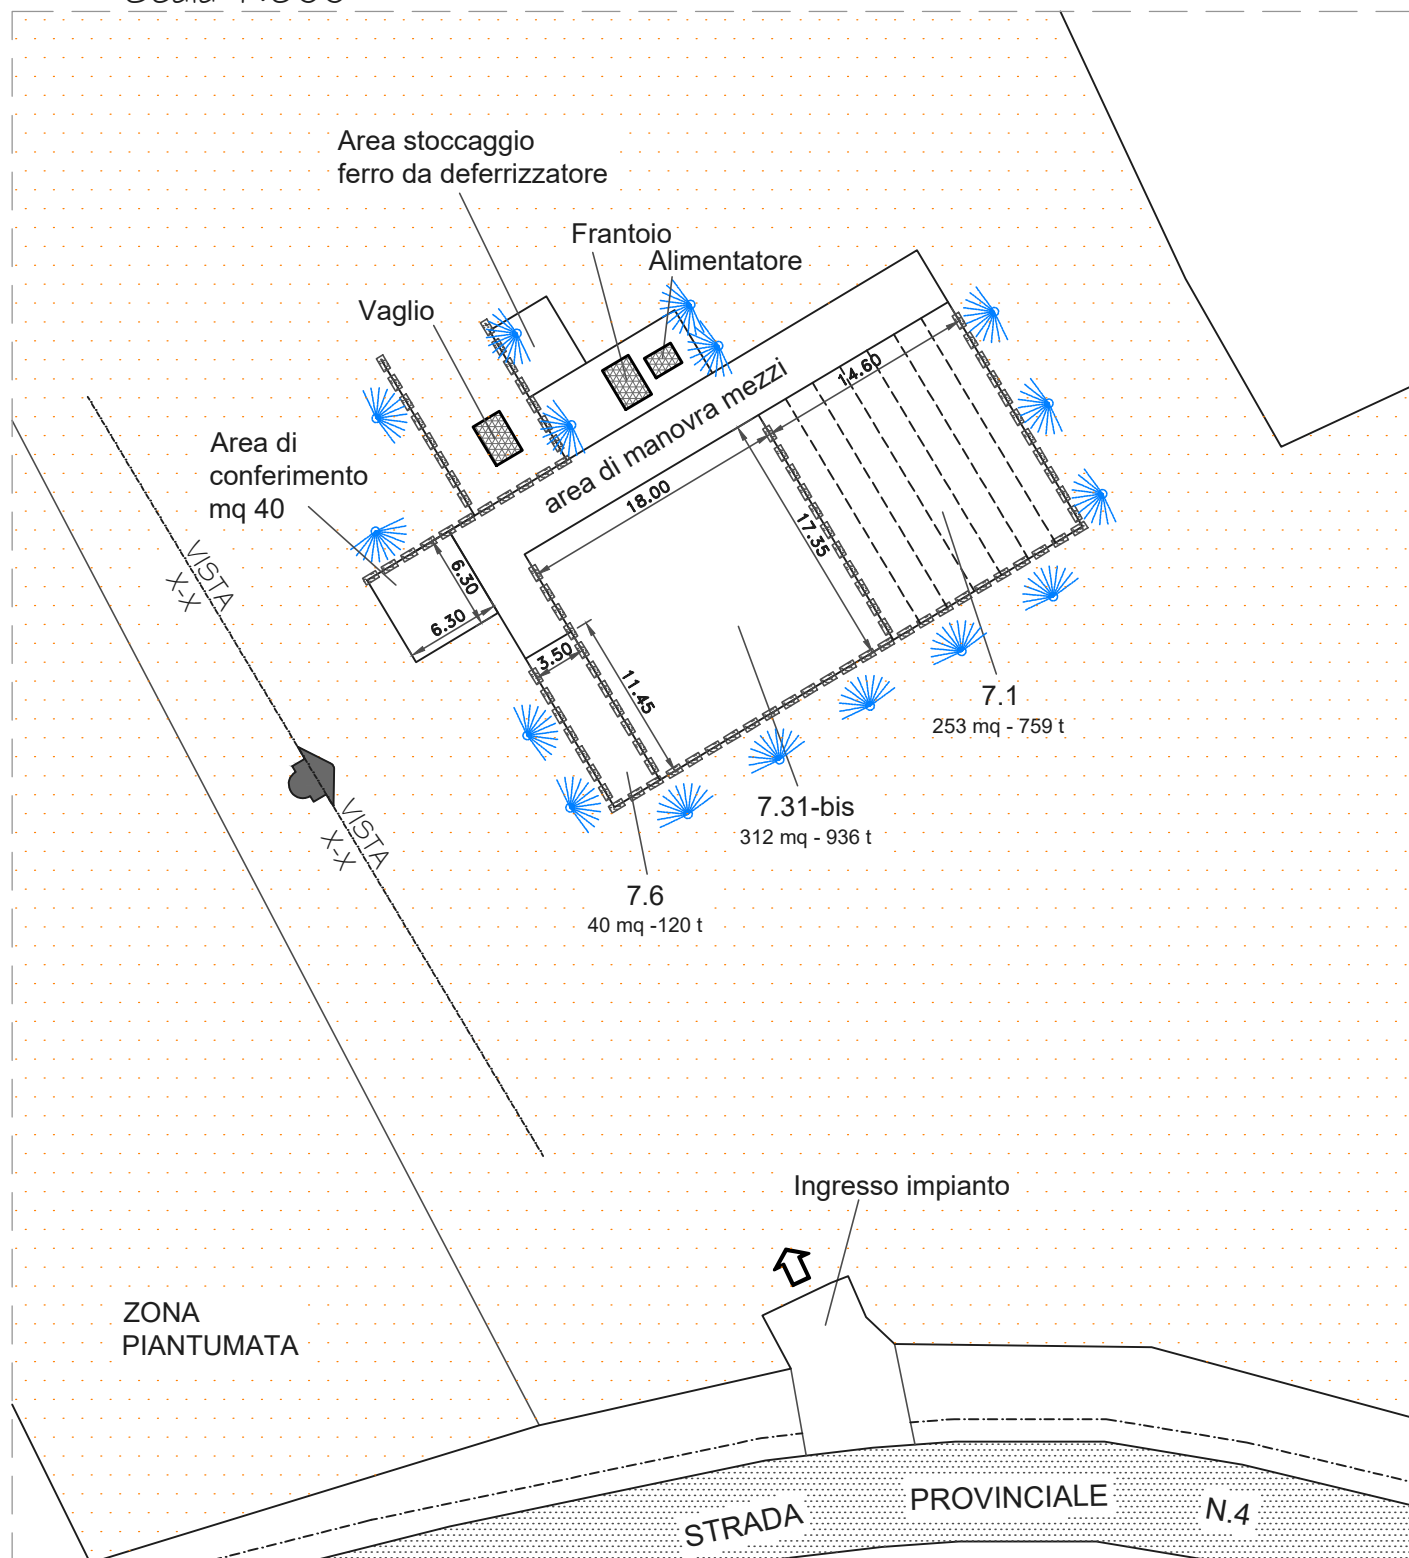 Area stoccaggio
ferro da deferrizzatore
Frantoio
Alimentatore
Vaglio
Area di
conferimento
mq 40
area di manovra mezzi
14.60
18.00
17.35
6.30
6.30
3.50
11.45
VISTA
X-X
VISTA
X-X
7.1
253 mq - 759 t
7.31-bis
312 mq - 936 t
7.6
40 mq -120 t
Ingresso impianto
ZONA
PIANTUMATA
STRADA PROVINCIALE N.4